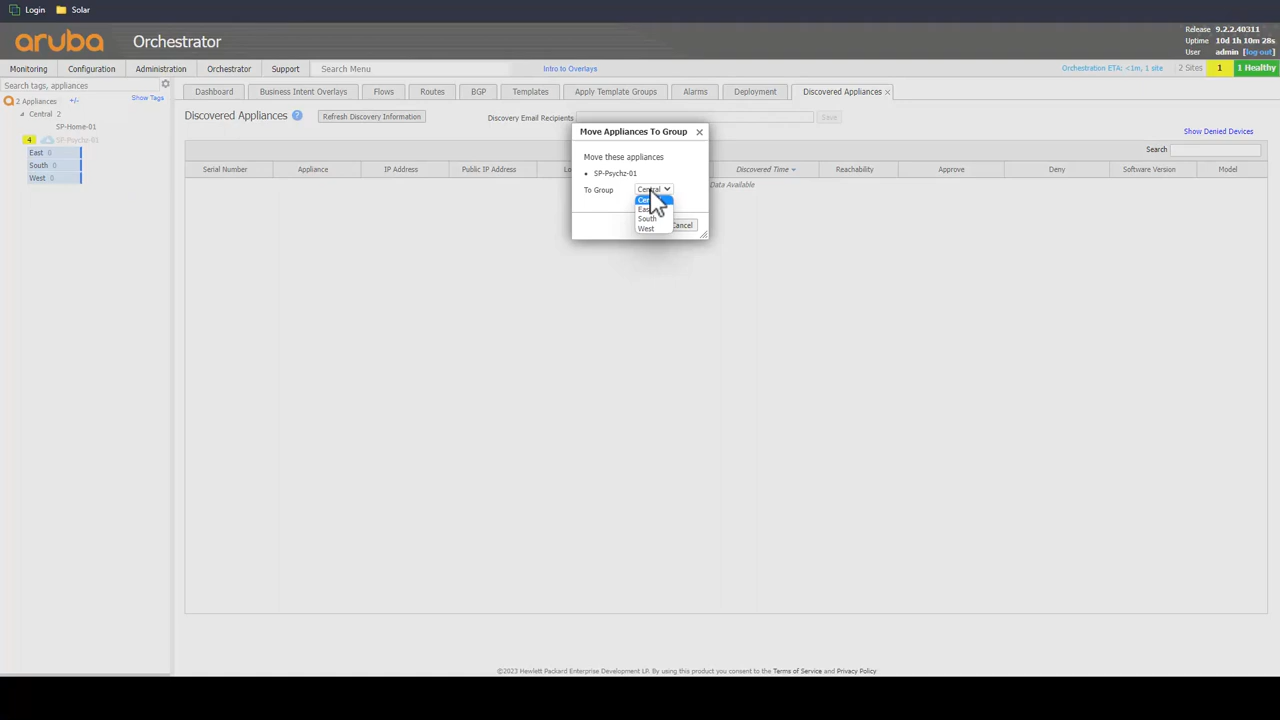 Login
Solar
aruba
Orchestrator
Release 9.2.2.40311
Uptime 10d 1h 10m 28s
User admin [log out]
Monitoring
Configuration
Administration
Orchestrator
Support
Search Menu
Intro to Overlays
Orchestration ETA: <1m, 1 site
2 Sites
1
1 Healthy
Search tags, appliances
2 Appliances
+/-
Show Tags
Central 2
SP-Home-01
4
SP-Psychz-01
East 0
South 0
West 0
Dashboard
Business Intent Overlays
Flows
Routes
BGP
Templates
Apply Template Groups
Alarms
Deployment
Discovered Appliances
Discovered Appliances
?
Refresh Discovery Information
Discovery Email Recipients
Save
Show Denied Devices
Search
Serial Number
Appliance
IP Address
Public IP Address
Discovered Time
Reachability
Approve
Deny
Software Version
Model
Data Available
Move Appliances To Group
Move these appliances
• SP-Psychz-01
To Group
Central
South
West
Cancel
©2023 Hewlett Packard Enterprise Development LP. By using this product you consent to the Terms of Service and Privacy Policy